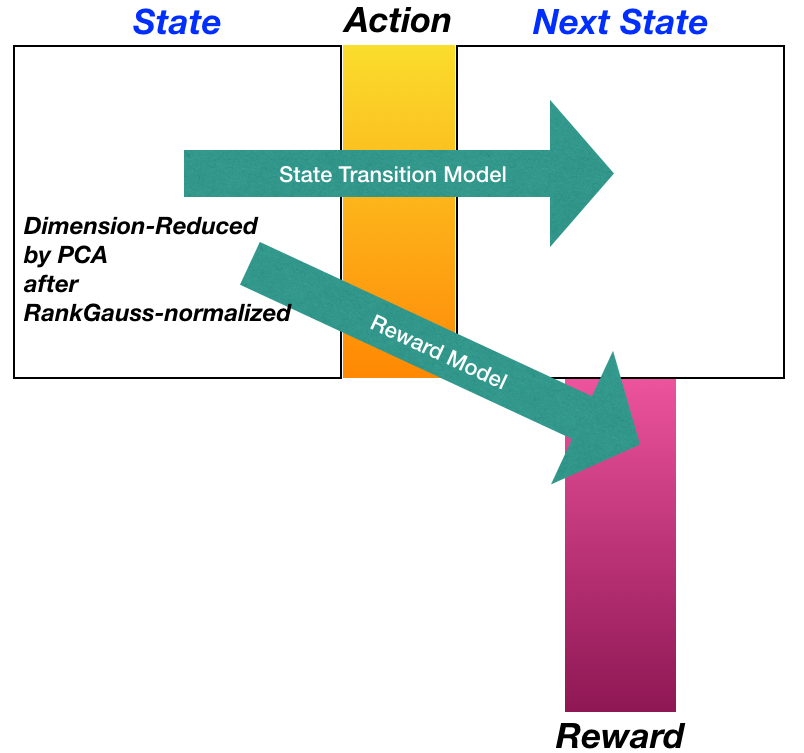 State
Action
Next State
State Transition Model
Dimension-Reduced
by PCA
after
RankGauss-normalized
Reward Model
Reward